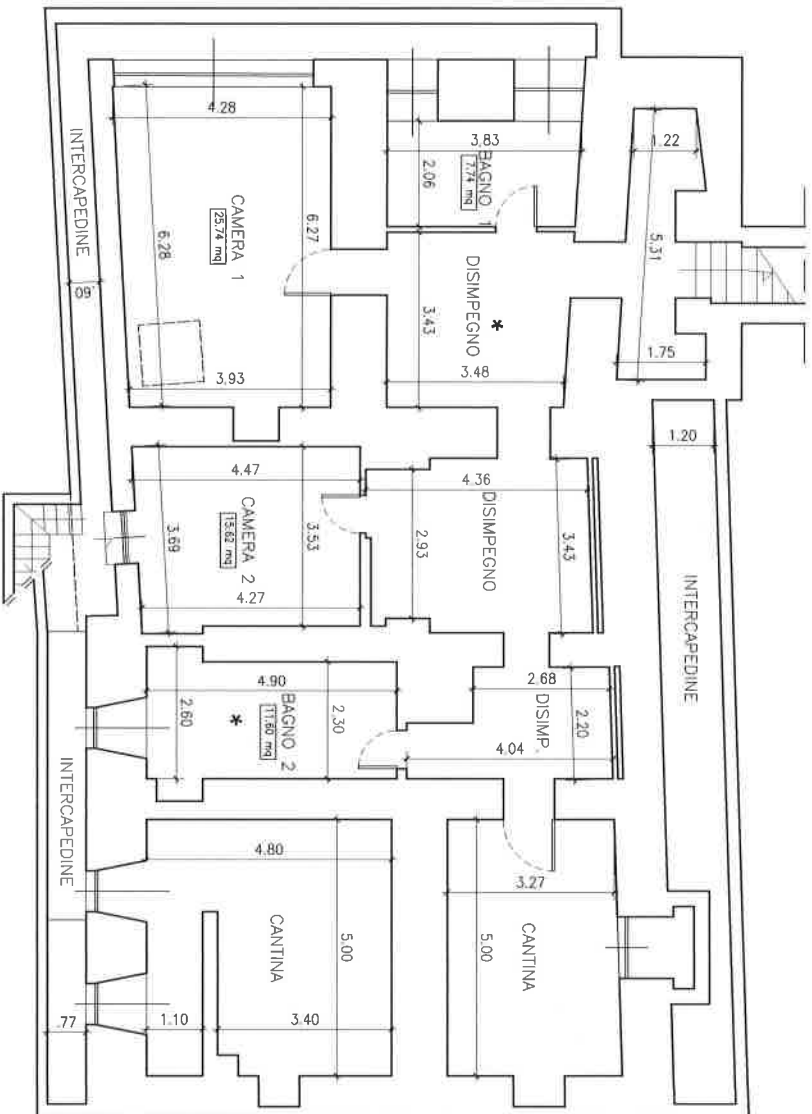 1.22
5.31
1.75
3,83
BAGNO 1
7.74 mq
2.06
4.28
6.27
CAMERA 1
25.74 mq
6.28
3.93
INTERCAPEDINE
.60
DISIMPEGNO
*
3.43
3.48
1.20
INTERCAPEDINE
4.36
DISIMPEGNO
3.43
2.93
4.47
3.53
CAMERA 2
15.62 mq
3.69
4.27
2.68
DISIMP.
2.20
4.04
4.90
BAGNO 2
11.60 mq
2.30
2.60
*
INTERCAPEDINE
4.80
5.00
CANTINA
3.40
1.10
.77
3.27
CANTINA
5.00